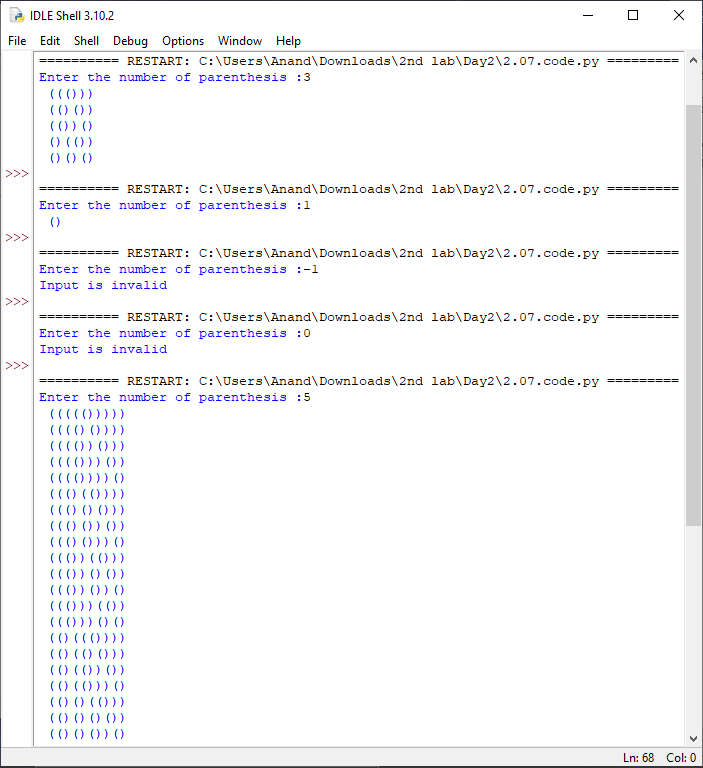 IDLE Shell 3.10.2
File Edit Shell Debug Options Window Help
========== RESTART: C:\Users\Anand\Downloads\2nd lab\Day2\2.07.code.py =========
Enter the number of parenthesis :3
((()))
(()())
(())()
()(())
()()()
>>>
========== RESTART: C:\Users\Anand\Downloads\2nd lab\Day2\2.07.code.py =========
Enter the number of parenthesis :1
()
>>>
========== RESTART: C:\Users\Anand\Downloads\2nd lab\Day2\2.07.code.py =========
Enter the number of parenthesis :-1
Input is invalid
>>>
========== RESTART: C:\Users\Anand\Downloads\2nd lab\Day2\2.07.code.py =========
Enter the number of parenthesis :0
Input is invalid
>>>
========== RESTART: C:\Users\Anand\Downloads\2nd lab\Day2\2.07.code.py =========
Enter the number of parenthesis :5
((((()))))
(((()())))
(((())()))
(((()))())
(((())))()
((()(())))
((()()()))
((()())())
((()()))()
((())(()))
((())()())
((())())()
((()))(())
((()))()()
(()((())))
(()(()()))
(()(())())
(()(()))()
(()()(()))
(()()()())
(()()())()
Ln: 68 Col: 0